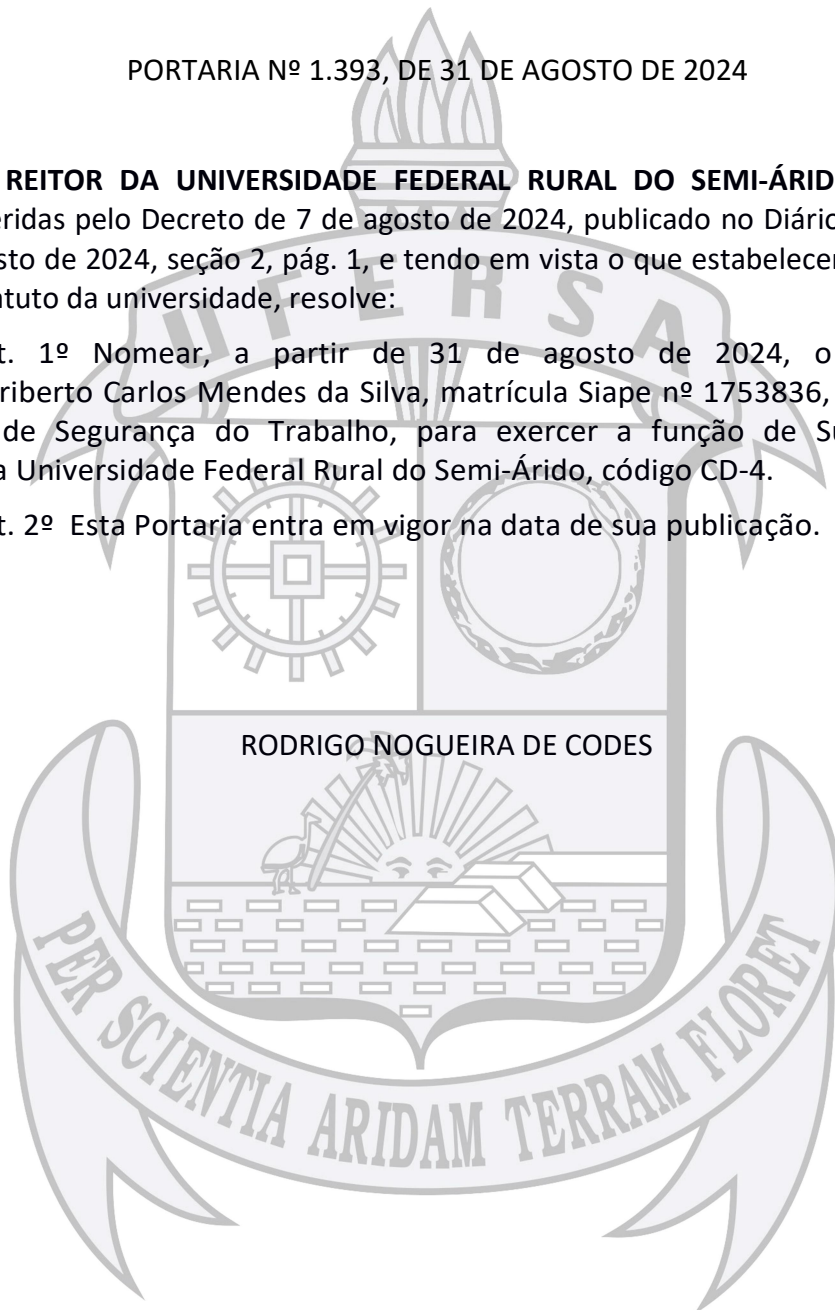 PORTARIA Nº 1.393, DE 31 DE AGOSTO DE 2024
REITOR DA UNIVERSIDADE FEDERAL RURAL DO SEMI-ÁRID
eridas pelo Decreto de 7 de agosto de 2024, publicado no Diário
sto de 2024, seção 2, pág. 1, e tendo em vista o que estabelece
tuto da universidade, resolve:
UFERSA
t. 1º Nomear, a partir de 31 de agosto de 2024, o
riberto Carlos Mendes da Silva, matrícula Siape nº 1753836,
de Segurança do Trabalho, para exercer a função de Su
a Universidade Federal Rural do Semi-Árido, código CD-4.
t. 2º Esta Portaria entra em vigor na data de sua publicação.
RODRIGO NOGUEIRA DE CODES
PER SCIENTIA ARIDAM TERRAM FLORET